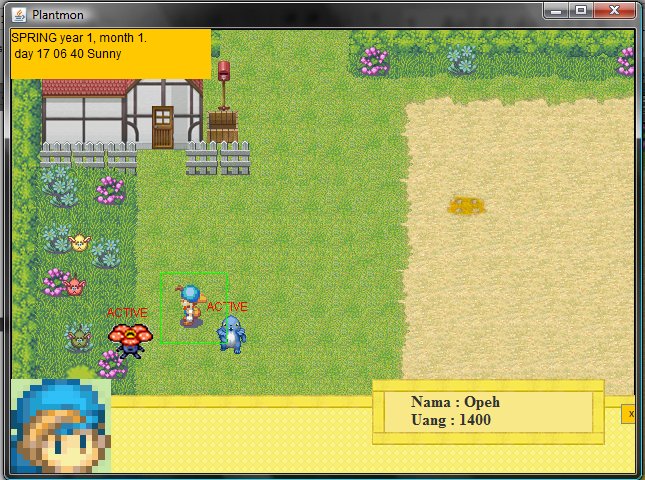 Plantmon
SPRING year 1, month 1.
day 17 06 40 Sunny
ACTIVE
ACTIVE
Nama : Opeh
Uang : 1400
x